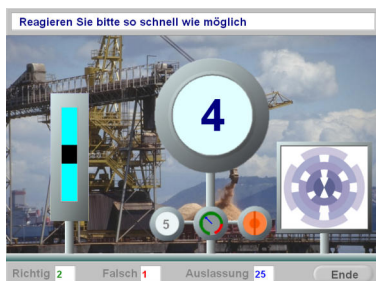 Reagieren Sie bitte so schnell wie möglich
4
5
Richtig 2 Falsch 1 Auslassung 25 Ende